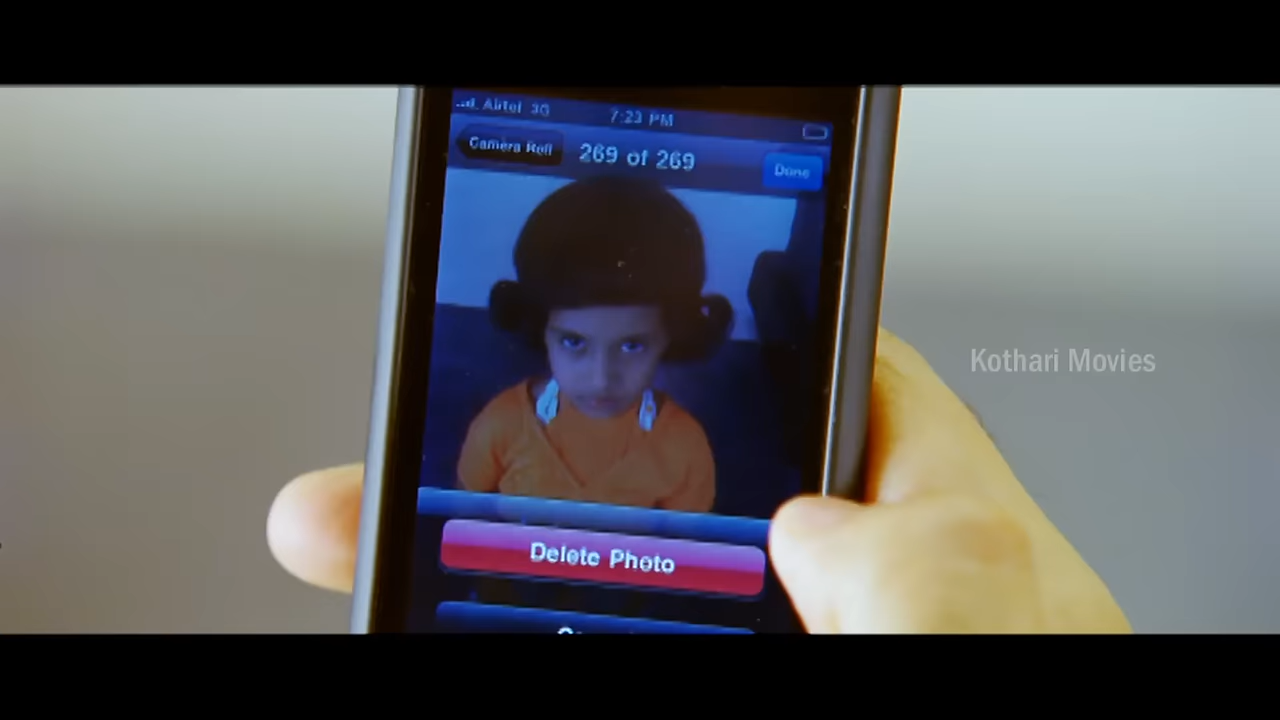 Airtel 3G
7:23 PM
Camera Roll
269 of 269
Done
Kothari Movies
Delete Photo